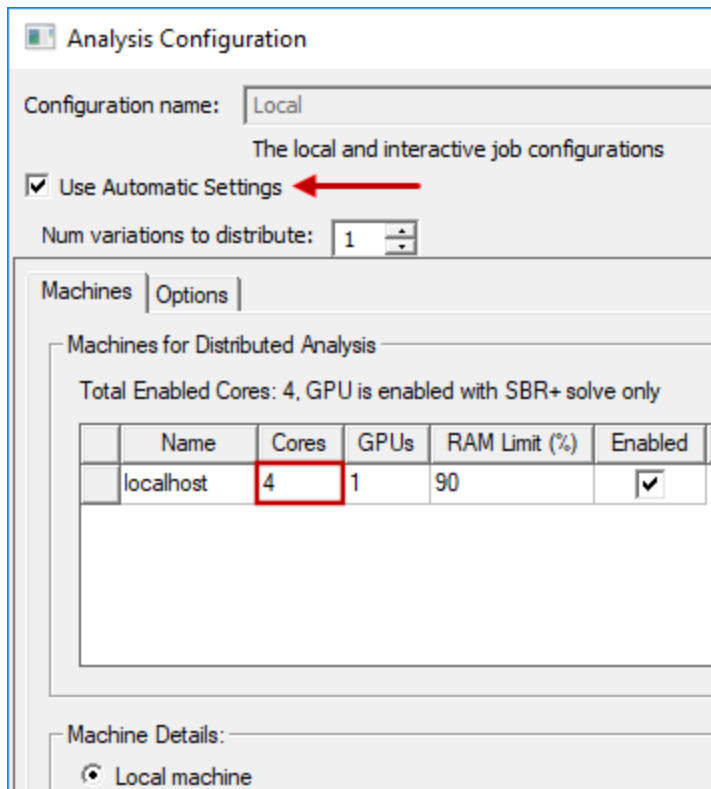 Analysis Configuration
Configuration name: Local
The local and interactive job configurations
Use Automatic Settings
Num variations to distribute: 1
Machines Options
Machines for Distributed Analysis
Total Enabled Cores: 4, GPU is enabled with SBR+ solve only
Name Cores GPUs RAM Limit (%) Enabled
localhost 4 1 90
Machine Details:
Local machine